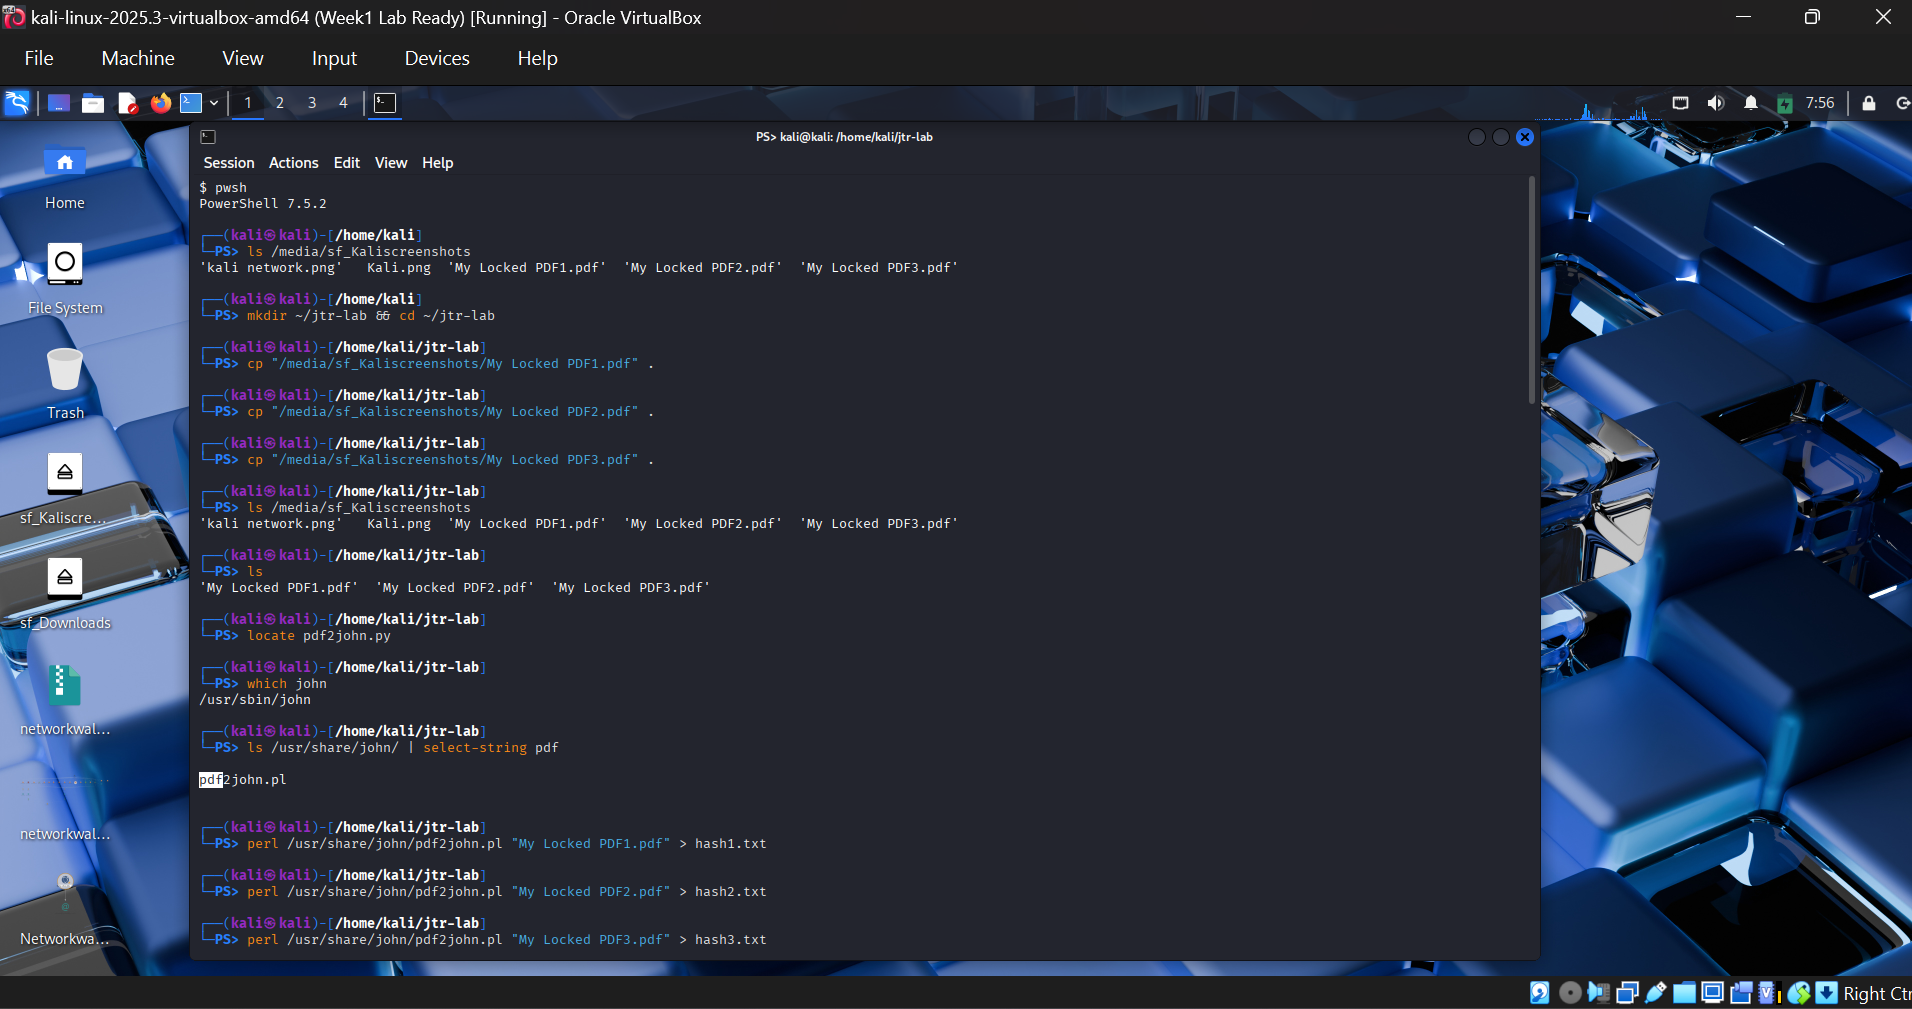 kali-linux-2025.3-virtualbox-amd64 (Week1 Lab Ready) [Running] - Oracle VirtualBox
File Machine View Input Devices Help
1 2 3 4 7:56
PS> kali@kali: /home/kali/jtr-lab
Session Actions Edit View Help
$ pwsh
PowerShell 7.5.2
┌──(kali㉿kali)-[/home/kali]
└─PS> ls /media/sf_Kaliscreenshots
'kali network.png'   Kali.png  'My Locked PDF1.pdf'  'My Locked PDF2.pdf'  'My Locked PDF3.pdf'
┌──(kali㉿kali)-[/home/kali]
└─PS> mkdir ~/jtr-lab && cd ~/jtr-lab
┌──(kali㉿kali)-[/home/kali/jtr-lab]
└─PS> cp "/media/sf_Kaliscreenshots/My Locked PDF1.pdf" .
┌──(kali㉿kali)-[/home/kali/jtr-lab]
└─PS> cp "/media/sf_Kaliscreenshots/My Locked PDF2.pdf" .
┌──(kali㉿kali)-[/home/kali/jtr-lab]
└─PS> cp "/media/sf_Kaliscreenshots/My Locked PDF3.pdf" .
┌──(kali㉿kali)-[/home/kali/jtr-lab]
└─PS> ls /media/sf_Kaliscreenshots
'kali network.png'   Kali.png  'My Locked PDF1.pdf'  'My Locked PDF2.pdf'  'My Locked PDF3.pdf'
┌──(kali㉿kali)-[/home/kali/jtr-lab]
└─PS> ls
'My Locked PDF1.pdf'  'My Locked PDF2.pdf'  'My Locked PDF3.pdf'
┌──(kali㉿kali)-[/home/kali/jtr-lab]
└─PS> locate pdf2john.py
┌──(kali㉿kali)-[/home/kali/jtr-lab]
└─PS> which john
/usr/sbin/john
┌──(kali㉿kali)-[/home/kali/jtr-lab]
└─PS> ls /usr/share/john/ | select-string pdf
pdf2john.pl
┌──(kali㉿kali)-[/home/kali/jtr-lab]
└─PS> perl /usr/share/john/pdf2john.pl "My Locked PDF1.pdf" > hash1.txt
┌──(kali㉿kali)-[/home/kali/jtr-lab]
└─PS> perl /usr/share/john/pdf2john.pl "My Locked PDF2.pdf" > hash2.txt
┌──(kali㉿kali)-[/home/kali/jtr-lab]
└─PS> perl /usr/share/john/pdf2john.pl "My Locked PDF3.pdf" > hash3.txt
Home
File System
Trash
sf_Kaliscre...
sf_Downloads
networkwal...
networkwal...
Networkwa...
Right Ctr